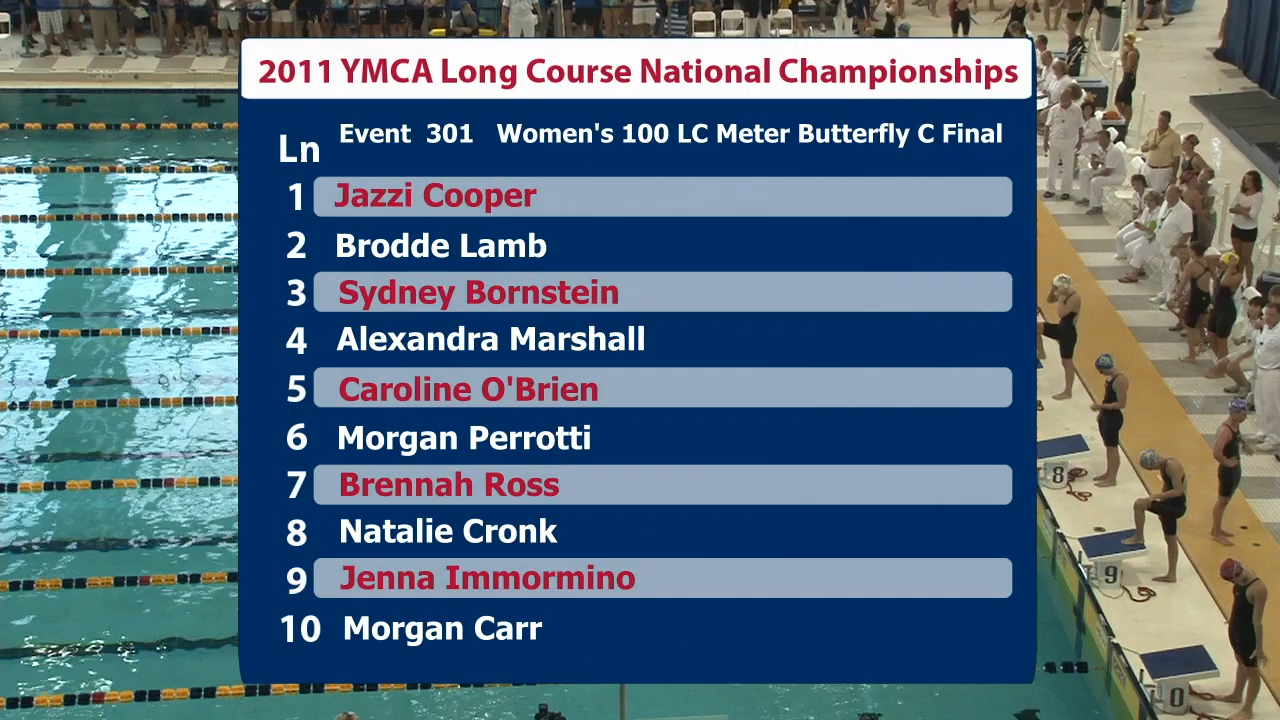 2011 YMCA Long Course National Championships
Ln Event 301 Women's 100 LC Meter Butterfly C Final
1 Jazzi Cooper
2 Brodde Lamb
3 Sydney Bornstein
4 Alexandra Marshall
5 Caroline O'Brien
6 Morgan Perrotti
7 Brennah Ross
8 Natalie Cronk
9 Jenna Immormino
10 Morgan Carr
8
9
0